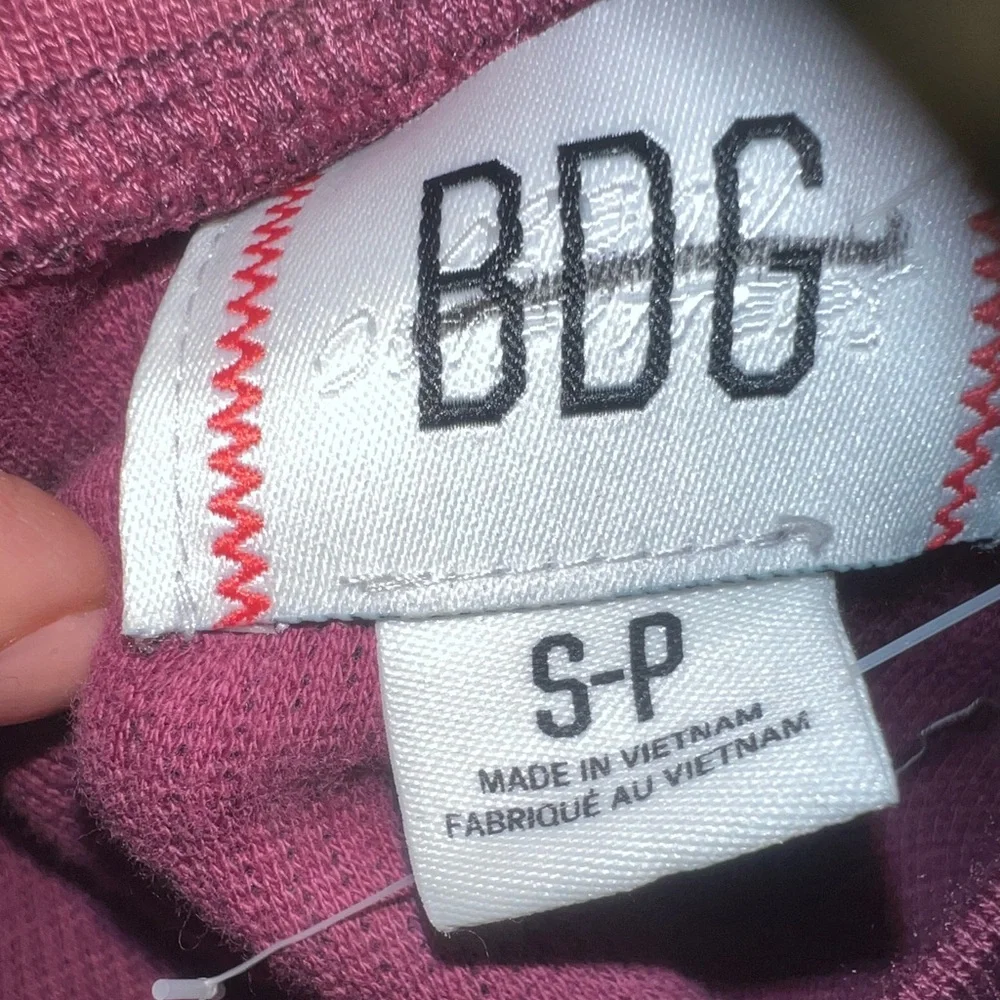 BDG
S-P
MADE IN VIETNAM
FABRIQUÉ AU VIETNAM